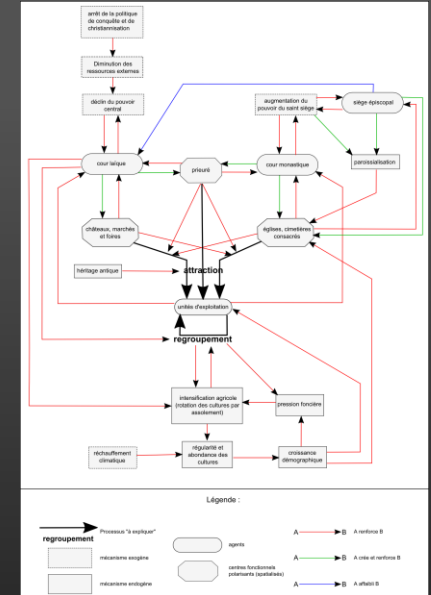 arrêt de la politique
de conquête et de
christiannisation
Diminution des
ressources externes
déclin du pouvoir
central
augmentation du
pouvoir du saint siège
siège épiscopal
cour laïque
prieuré
cour monastique
paroissialisation
châteaux, marchés
et foires
églises, cimetières
consacrés
héritage antique
attraction
unités d'exploitation
regroupement
intensification agricole
(rotation des cultures par
assolement)
pression foncière
réchauffement
climatique
régularité et
abondance des
cultures
croissance
démographique
Légende :
Processus "à expliquer"
regroupement
mécanisme exogène
mécanisme endogène
agents
centres fonctionnels
polarisants (spatialisés)
A B A renforce B
A B A crée et renforce B
A B A affaibli B